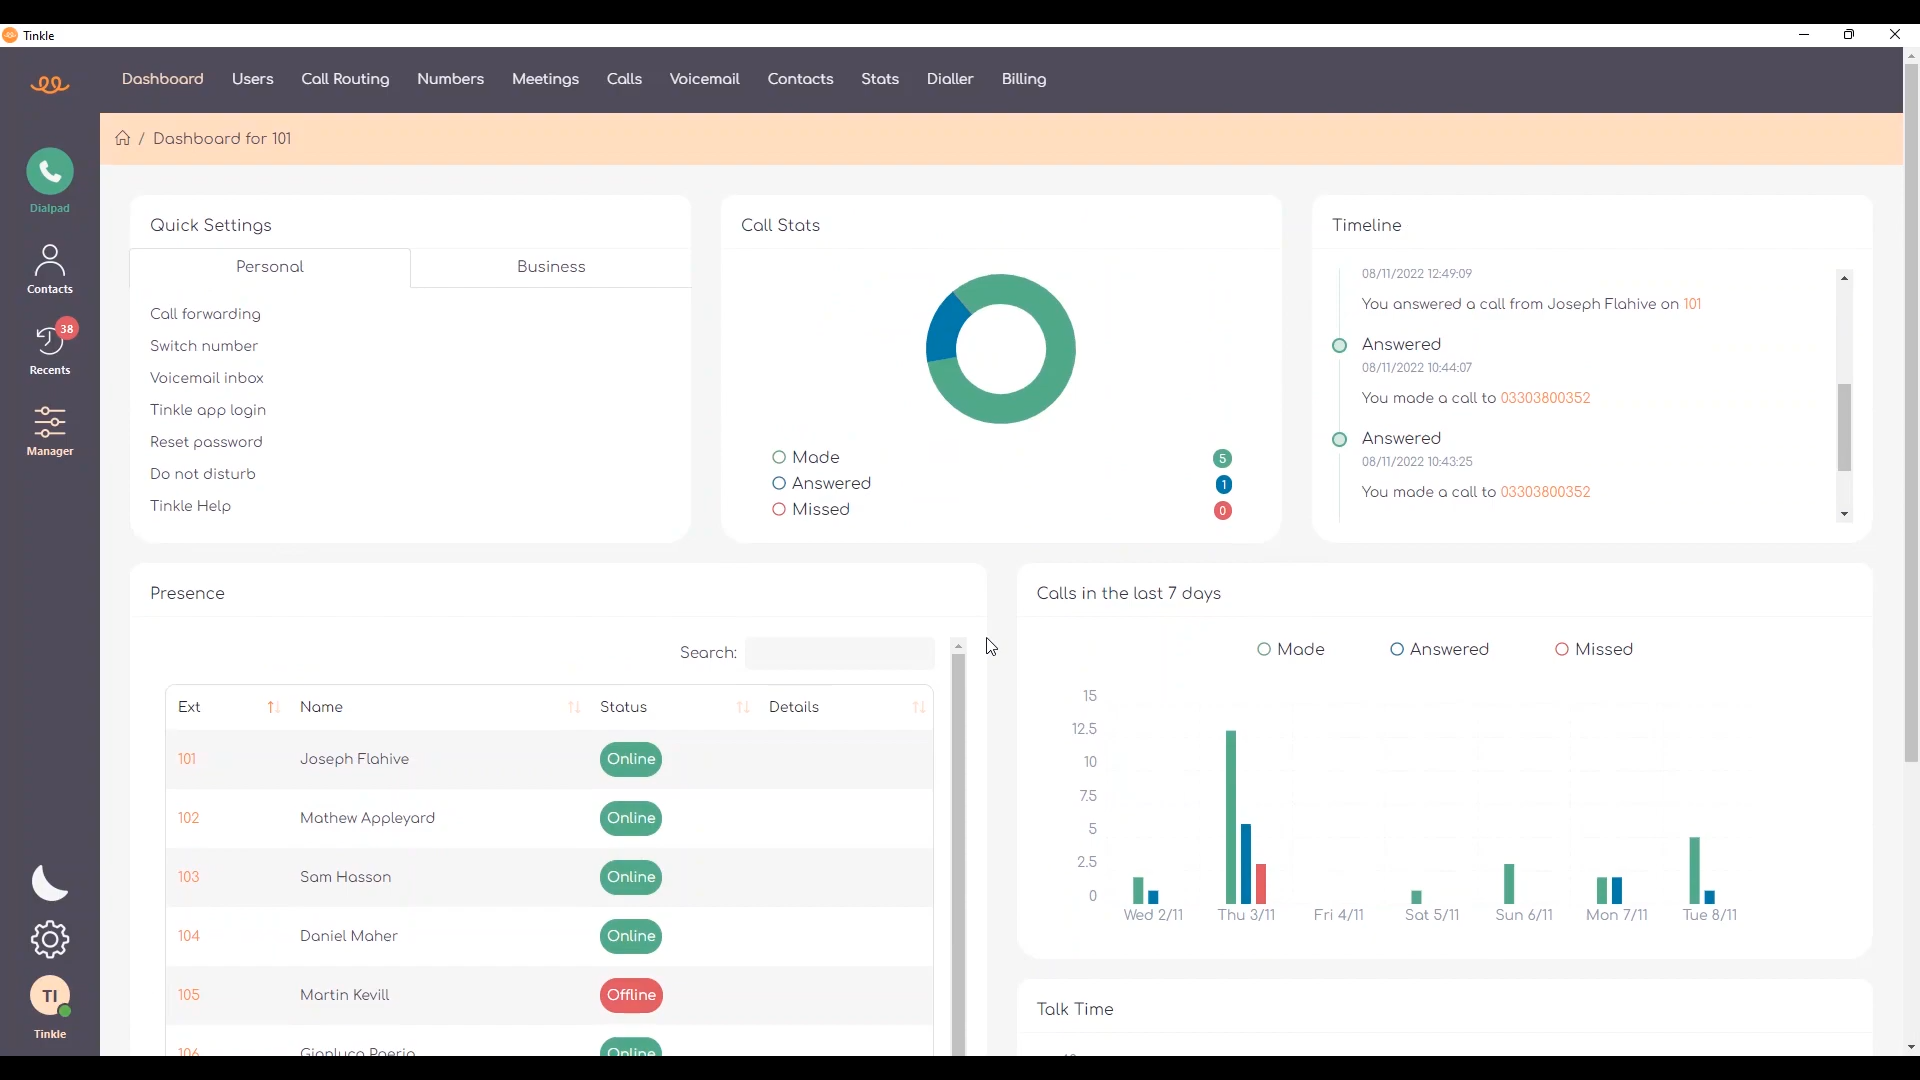 Tinkle
Dashboard Users Call Routing Numbers Meetings Calls Voicemail Contacts Stats Dialler Billing
/ Dashboard for 101
Dialpad
Contacts
38
Recents
Manager
TI
Tinkle
Quick Settings
Personal Business
Call forwarding
Switch number
Voicemail inbox
Tinkle app login
Reset password
Do not disturb
Tinkle Help
Call Stats
Made 5
Answered 1
Missed 0
Timeline
08/11/2022 12:49:09
You answered a call from Joseph Flahive on 101
Answered
08/11/2022 10:44:07
You made a call to 03303800352
Answered
08/11/2022 10:43:25
You made a call to 03303800352
Presence
Search:
Ext Name Status Details
101 Joseph Flahive Online
102 Mathew Appleyard Online
103 Sam Hasson Online
104 Daniel Maher Online
105 Martin Kevill Offline
106 Gianluca Online
Calls in the last 7 days
Made Answered Missed
15
12.5
10
7.5
5
2.5
0
Wed 2/11 Thu 3/11 Fri 4/11 Sat 5/11 Sun 6/11 Mon 7/11 Tue 8/11
Talk Time